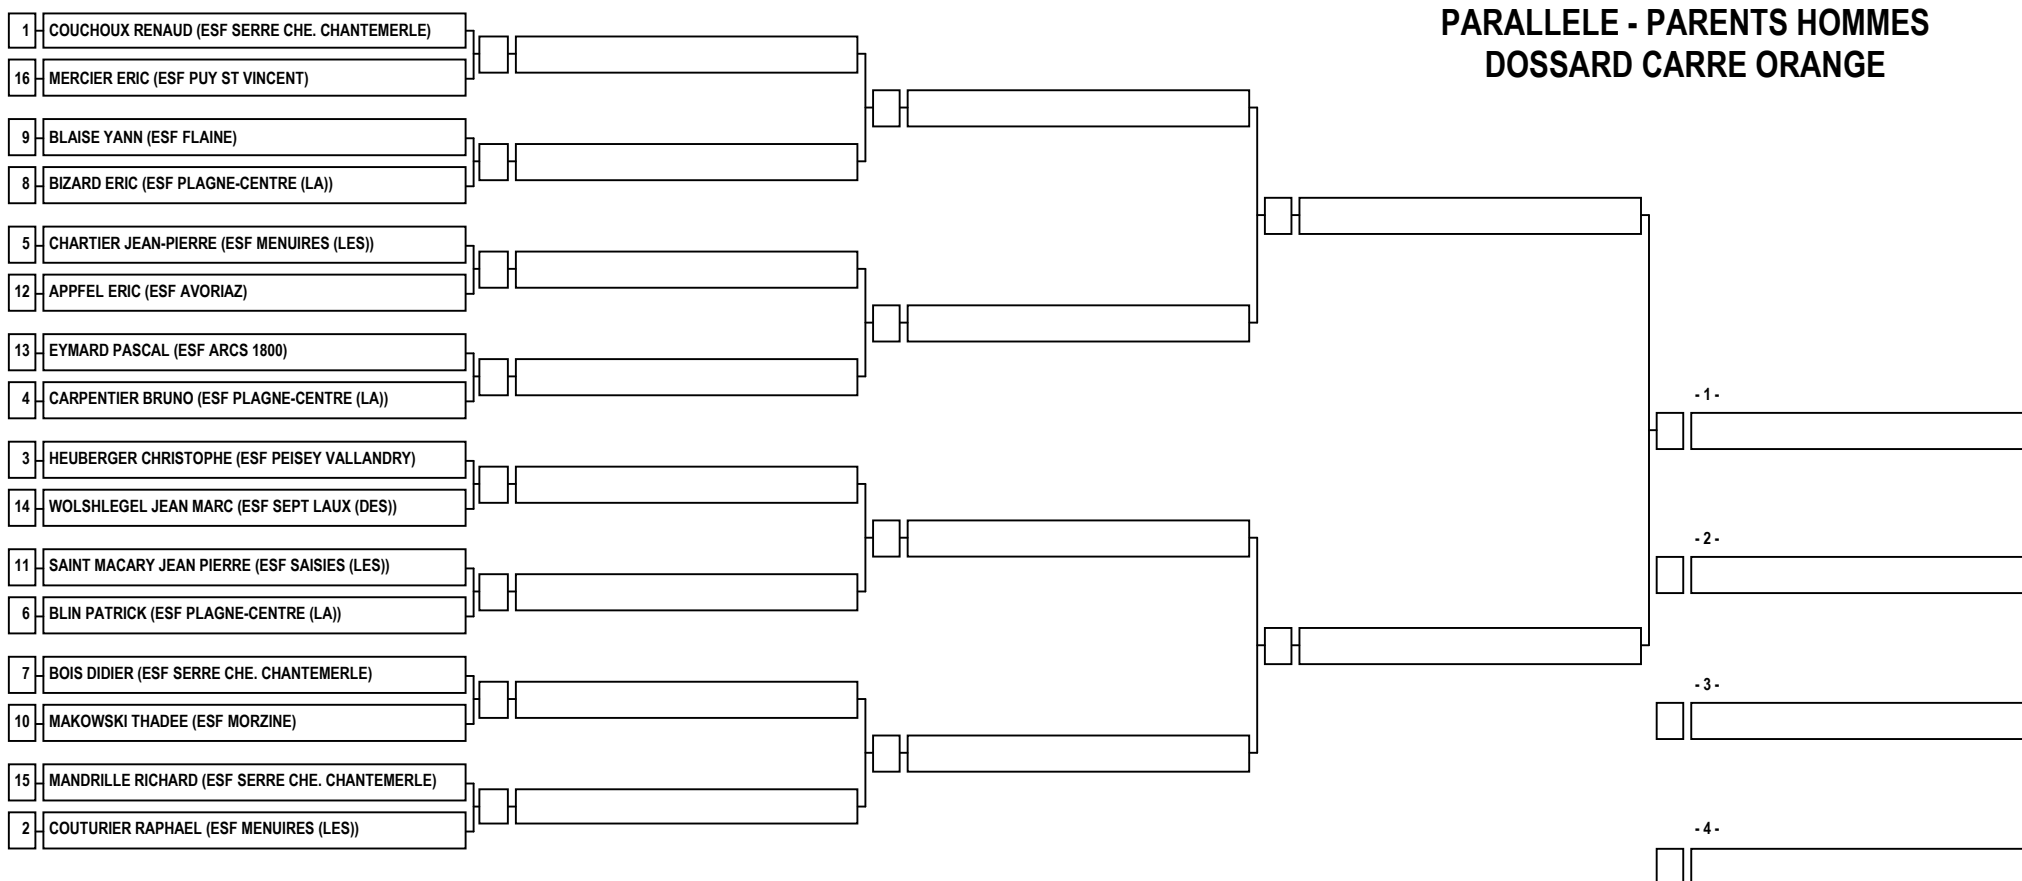 PARALLELE - PARENTS HOMMES
DOSSARD CARRE ORANGE
1 COUCHOUX RENAUD (ESF SERRE CHE. CHANTEMERLE)
16 MERCIER ERIC (ESF PUY ST VINCENT)
9 BLAISE YANN (ESF FLAINE)
8 BIZARD ERIC (ESF PLAGNE-CENTRE (LA))
5 CHARTIER JEAN-PIERRE (ESF MENUIRES (LES))
12 APPFEL ERIC (ESF AVORIAZ)
13 EYMARD PASCAL (ESF ARCS 1800)
4 CARPENTIER BRUNO (ESF PLAGNE-CENTRE (LA))
3 HEUBERGER CHRISTOPHE (ESF PEISEY VALLANDRY)
14 WOLSHLEGEL JEAN MARC (ESF SEPT LAUX (DES))
11 SAINT MACARY JEAN PIERRE (ESF SAISIES (LES))
6 BLIN PATRICK (ESF PLAGNE-CENTRE (LA))
7 BOIS DIDIER (ESF SERRE CHE. CHANTEMERLE)
10 MAKOWSKI THADEE (ESF MORZINE)
15 MANDRILLE RICHARD (ESF SERRE CHE. CHANTEMERLE)
2 COUTURIER RAPHAEL (ESF MENUIRES (LES))
- 1 -
- 2 -
- 3 -
- 4 -